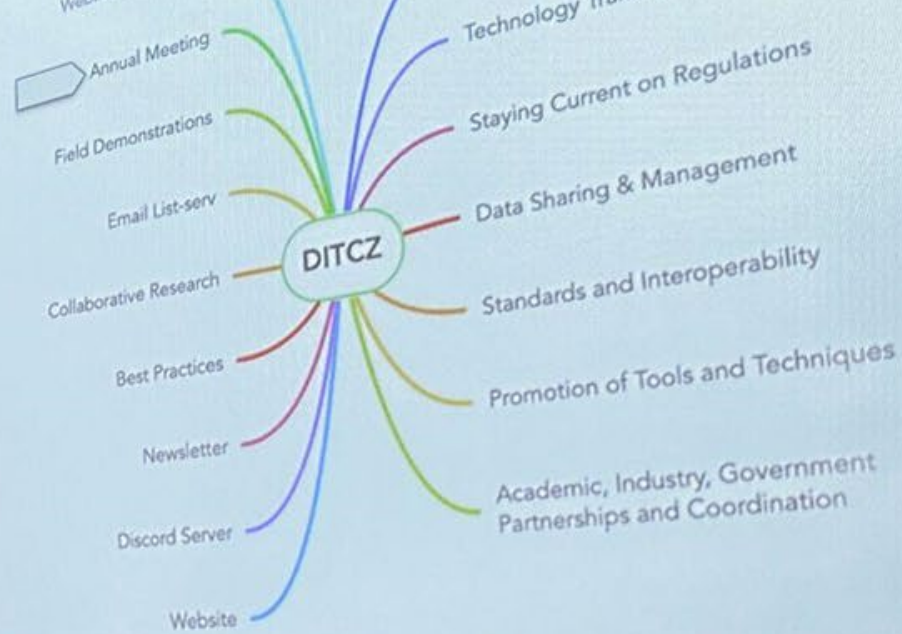 Annual Meeting
Field Demonstrations
Email List-serv
Collaborative Research
Best Practices
Newsletter
Discord Server
Website
DITCZ
Technology
Staying Current on Regulations
Data Sharing & Management
Standards and Interoperability
Promotion of Tools and Techniques
Academic, Industry, Government
Partnerships and Coordination